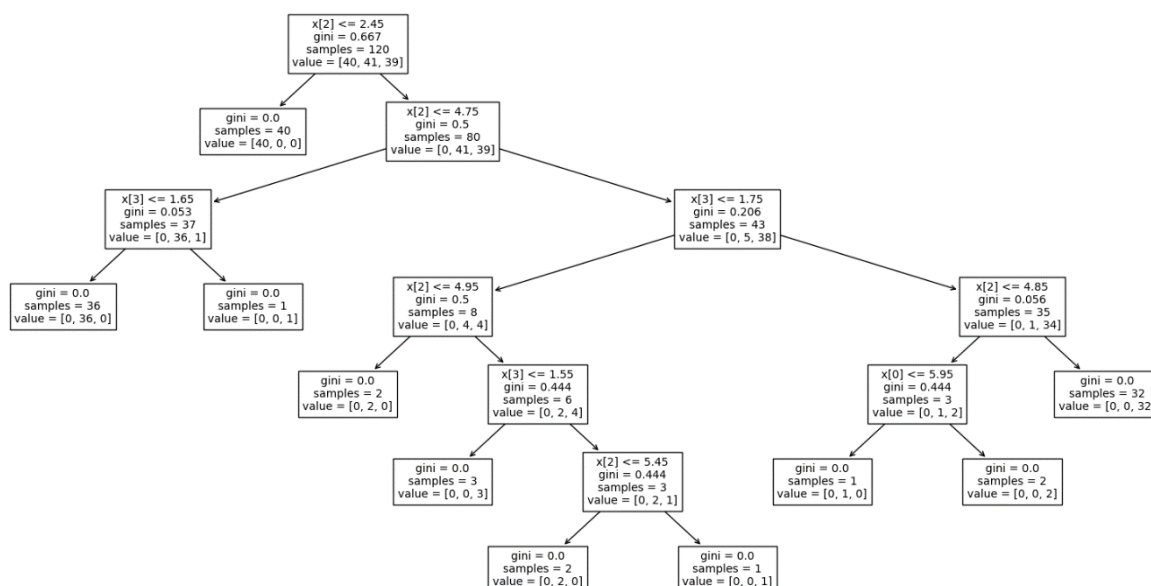 x[2] <= 2.45
gini = 0.667
samples = 120
value = [40, 41, 39]
gini = 0.0
samples = 40
value = [40, 0, 0]
x[2] <= 4.75
gini = 0.5
samples = 80
value = [0, 41, 39]
x[3] <= 1.65
gini = 0.053
samples = 37
value = [0, 36, 1]
x[3] <= 1.75
gini = 0.206
samples = 43
value = [0, 5, 38]
gini = 0.0
samples = 36
value = [0, 36, 0]
gini = 0.0
samples = 1
value = [0, 0, 1]
x[2] <= 4.95
gini = 0.5
samples = 8
value = [0, 4, 4]
x[2] <= 4.85
gini = 0.056
samples = 35
value = [0, 1, 34]
gini = 0.0
samples = 2
value = [0, 2, 0]
x[3] <= 1.55
gini = 0.444
samples = 6
value = [0, 2, 4]
x[0] <= 5.95
gini = 0.444
samples = 3
value = [0, 1, 2]
gini = 0.0
samples = 32
value = [0, 0, 32]
gini = 0.0
samples = 3
value = [0, 0, 3]
x[2] <= 5.45
gini = 0.444
samples = 3
value = [0, 2, 1]
gini = 0.0
samples = 1
value = [0, 1, 0]
gini = 0.0
samples = 2
value = [0, 0, 2]
gini = 0.0
samples = 2
value = [0, 2, 0]
gini = 0.0
samples = 1
value = [0, 0, 1]